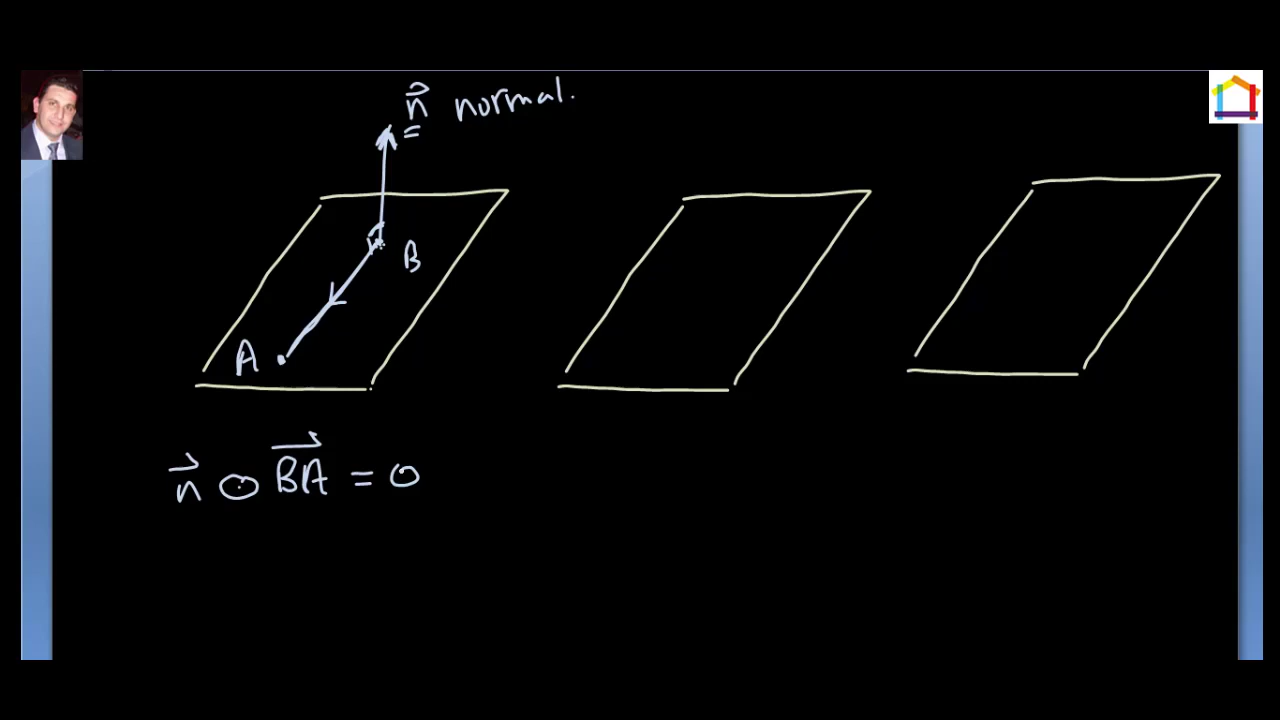 n⃗ normal.
B
A
n⃗ ⊙ BA⃗ = 0